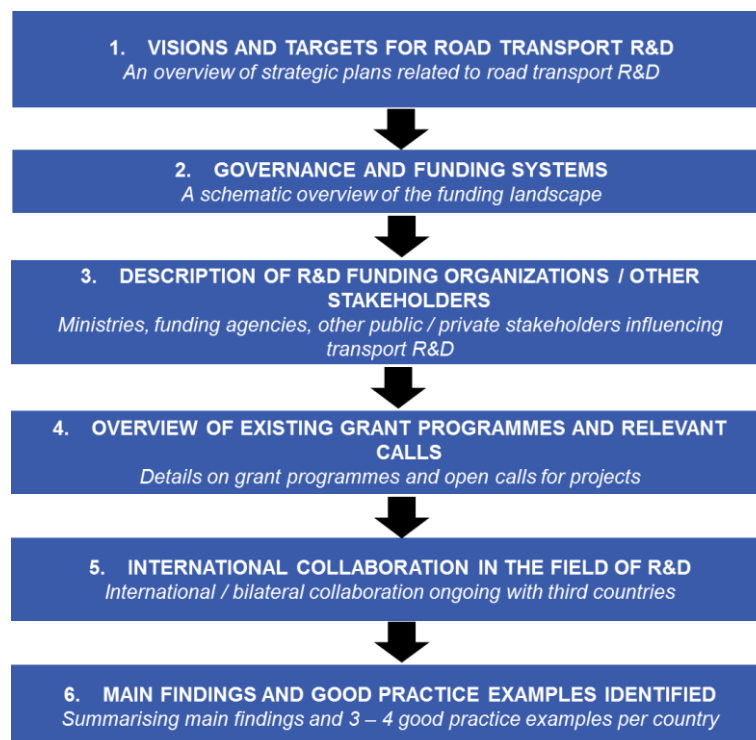 1. VISIONS AND TARGETS FOR ROAD TRANSPORT R&D
An overview of strategic plans related to road transport R&D
2. GOVERNANCE AND FUNDING SYSTEMS
A schematic overview of the funding landscape
3. DESCRIPTION OF R&D FUNDING ORGANIZATIONS / OTHER
STAKEHOLDERS
Ministries, funding agencies, other public / private stakeholders influencing
transport R&D
4. OVERVIEW OF EXISTING GRANT PROGRAMMES AND RELEVANT
CALLS
Details on grant programmes and open calls for projects
5. INTERNATIONAL COLLABORATION IN THE FIELD OF R&D
International / bilateral collaboration ongoing with third countries
6. MAIN FINDINGS AND GOOD PRACTICE EXAMPLES IDENTIFIED
Summarising main findings and 3 – 4 good practice examples per country